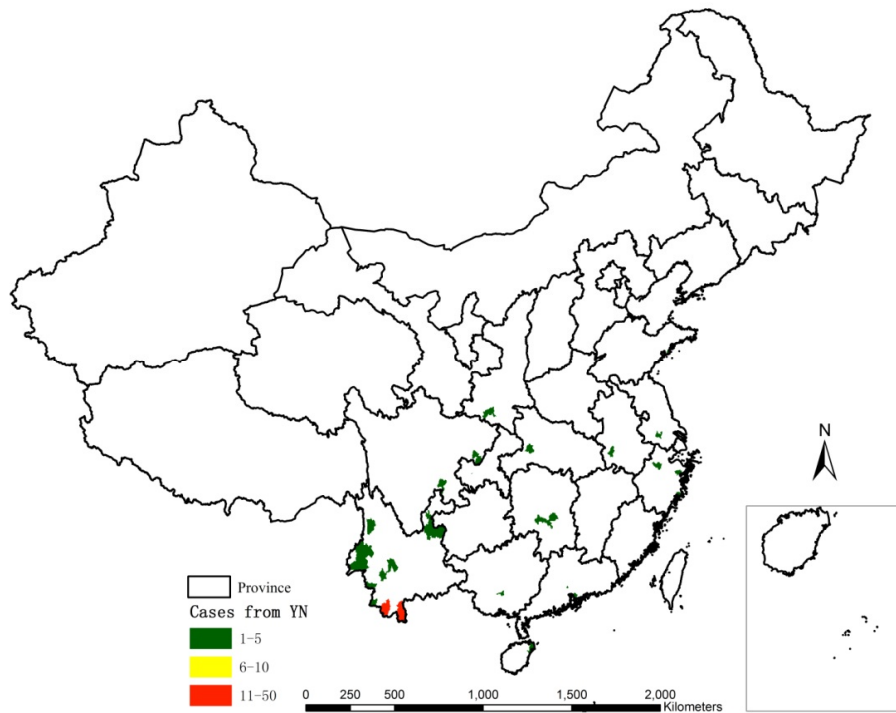 N
Province
Cases from YN
1-5
6-10
11-50
0 250 500 1,000 1,500 2,000
Kilometers